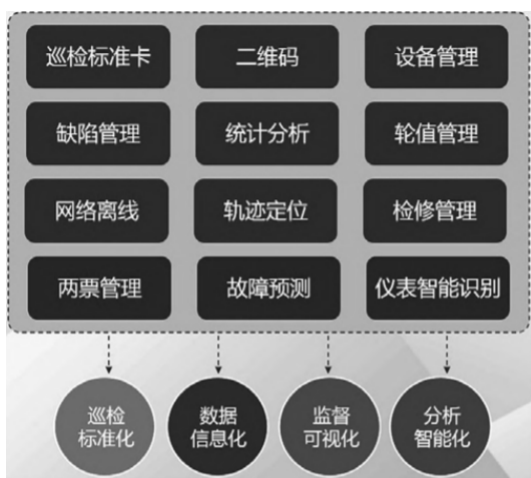 巡检标准卡 二维码 设备管理
缺陷管理 统计分析 轮值管理
网络离线 轨迹定位 检修管理
两票管理 故障预测 仪表智能识别
巡检 数据 监督 分析
标准化 信息化 可视化 智能化